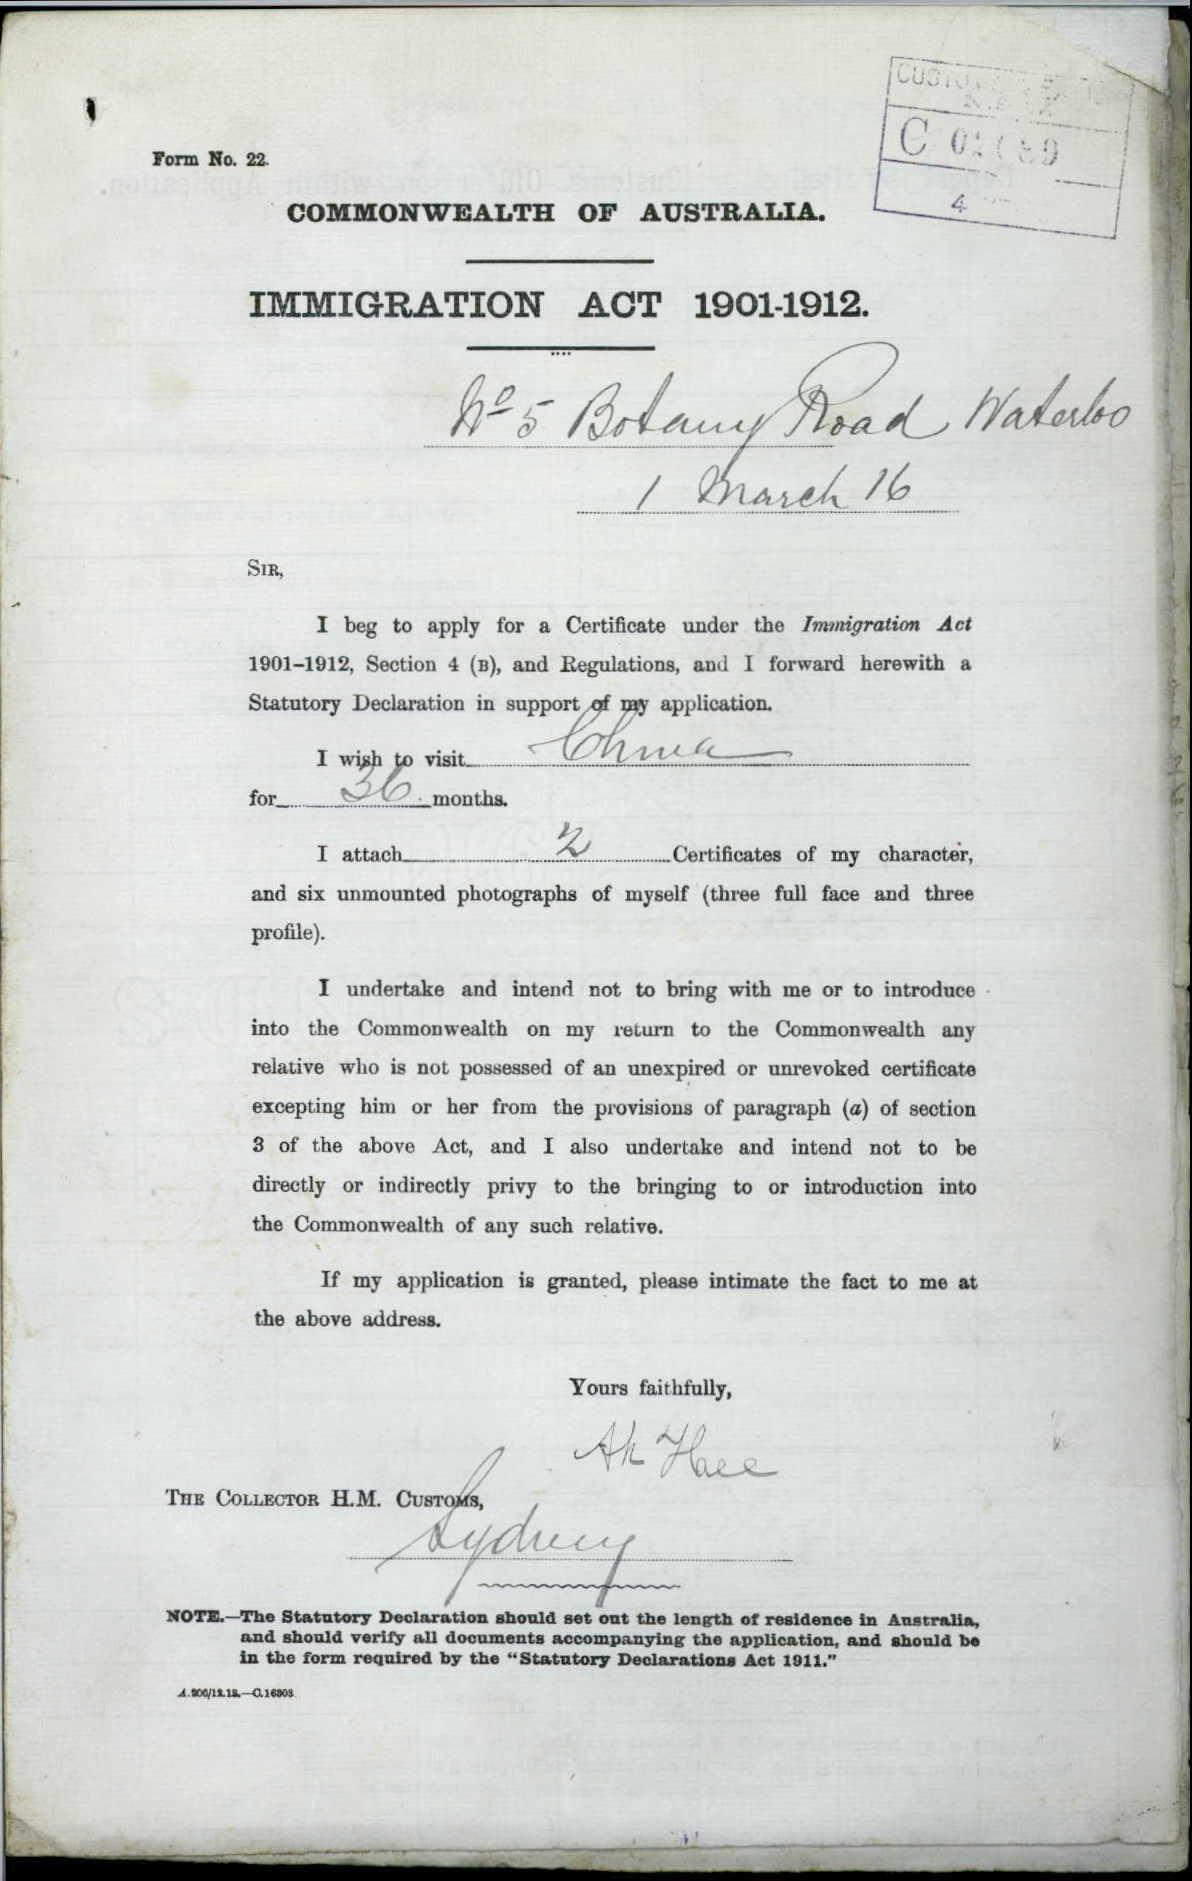 Form No. 22.
COMMONWEALTH OF AUSTRALIA.
IMMIGRATION ACT 1901-1912.
No 5 Botany Road Waterloo
1 March 16
SIR,
I beg to apply for a Certificate under the Immigration Act
1901–1912, Section 4 (B), and Regulations, and I forward herewith a
Statutory Declaration in support of my application.
I wish to visit China
for 36 months.
I attach 2 Certificates of my character,
and six unmounted photographs of myself (three full face and three
profile).
I undertake and intend not to bring with me or to introduce
into the Commonwealth on my return to the Commonwealth any
relative who is not possessed of an unexpired or unrevoked certificate
excepting him or her from the provisions of paragraph (a) of section
3 of the above Act, and I also undertake and intend not to be
directly or indirectly privy to the bringing to or introduction into
the Commonwealth of any such relative.
If my application is granted, please intimate the fact to me at
the above address.
Yours faithfully,
Ah Hee
THE COLLECTOR H.M. CUSTOMS,
Sydney
NOTE.—The Statutory Declaration should set out the length of residence in Australia,
and should verify all documents accompanying the application, and should be
in the form required by the "Statutory Declarations Act 1911."